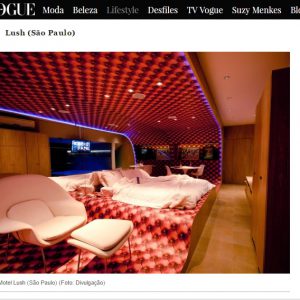 VOGUE Moda Beleza Lifestyle Desfiles TV Vogue Suzy Menkes Bl
Lush (São Paulo)
Motel Lush (São Paulo) (Foto: Divulgação)